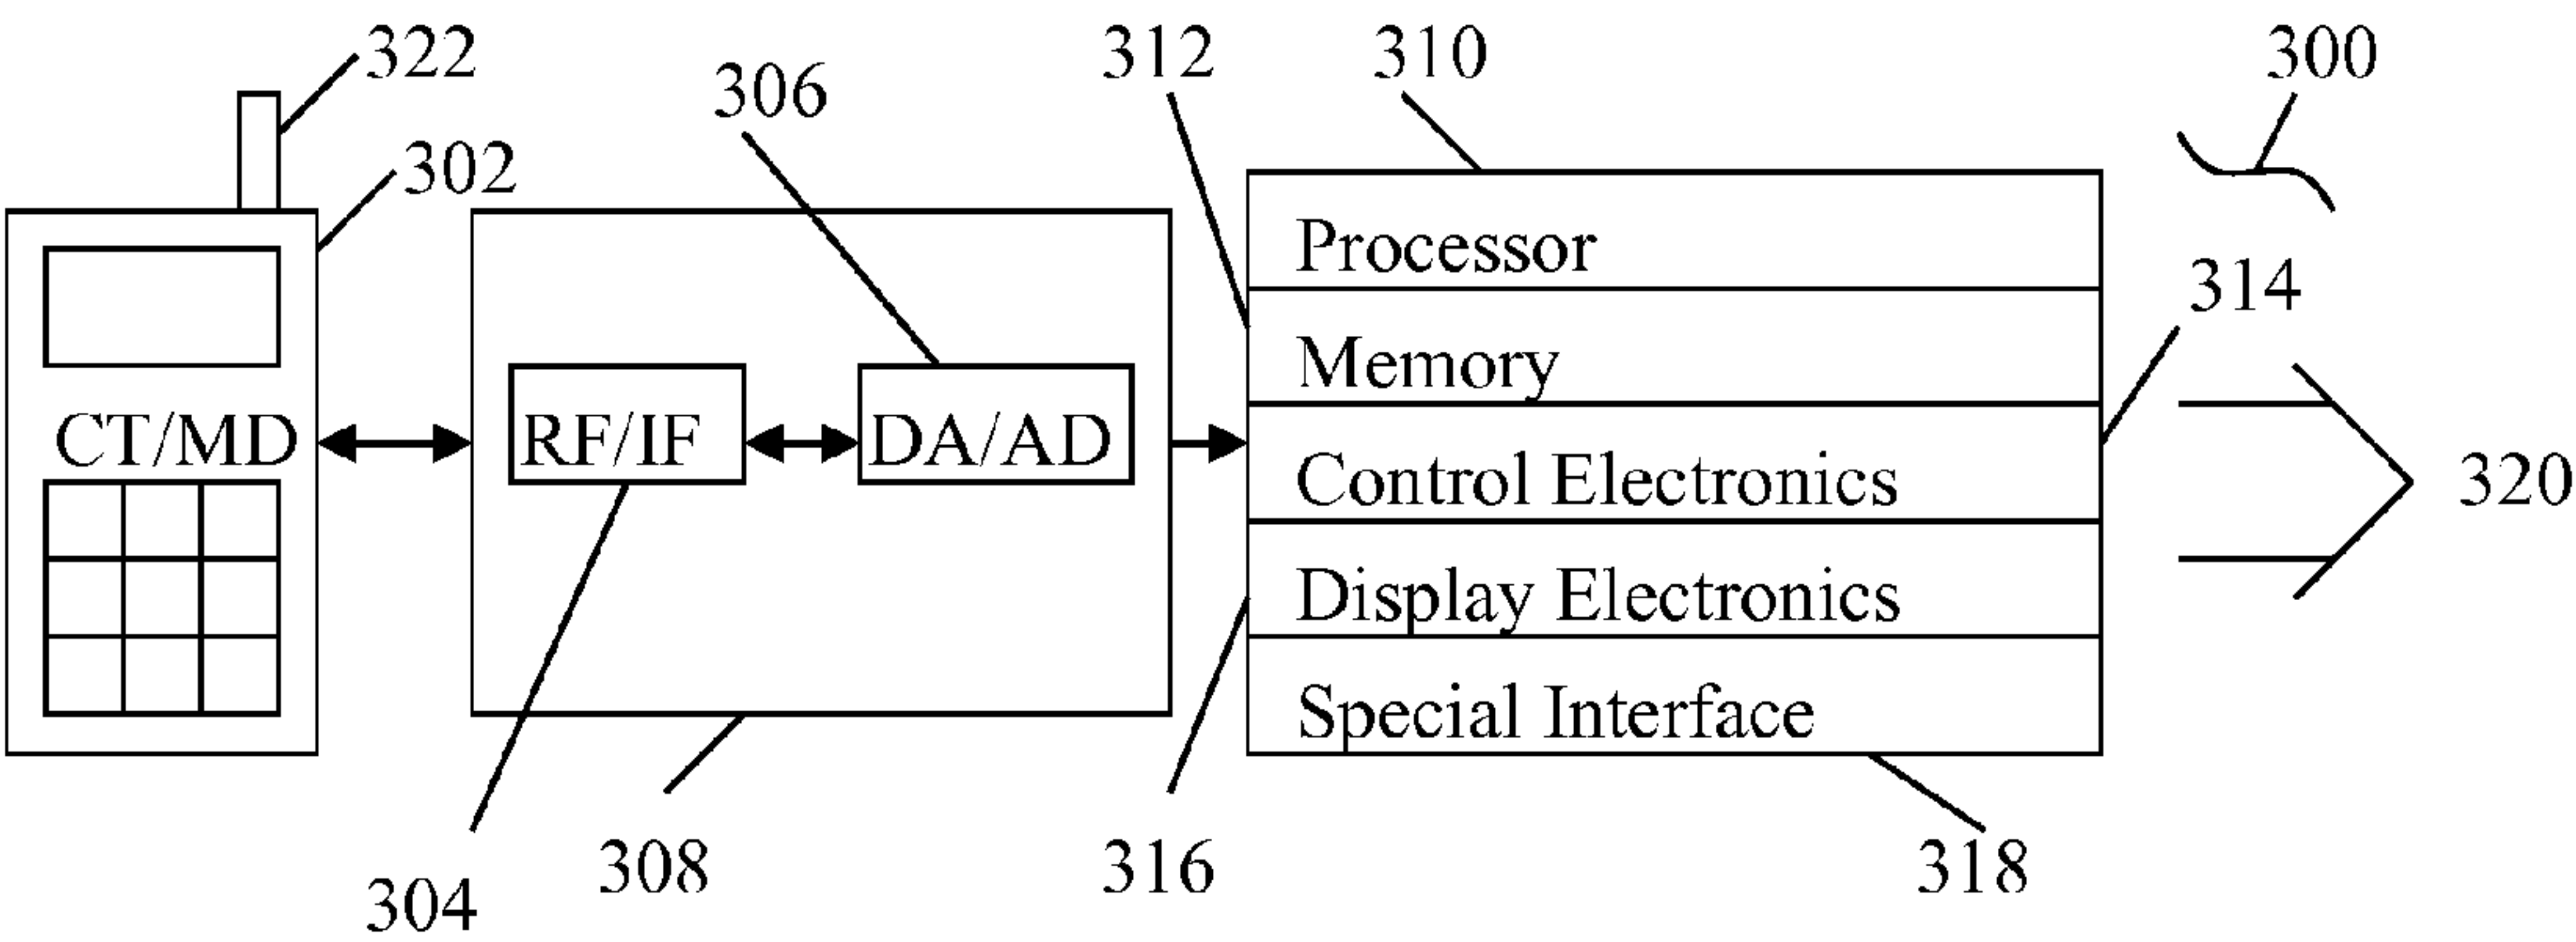 322
312
310
300
306
302
Processor
314
Memory
CT/MD
RF/IF
DA/AD
Control Electronics
320
Display Electronics
Special Interface
304
308
316
318